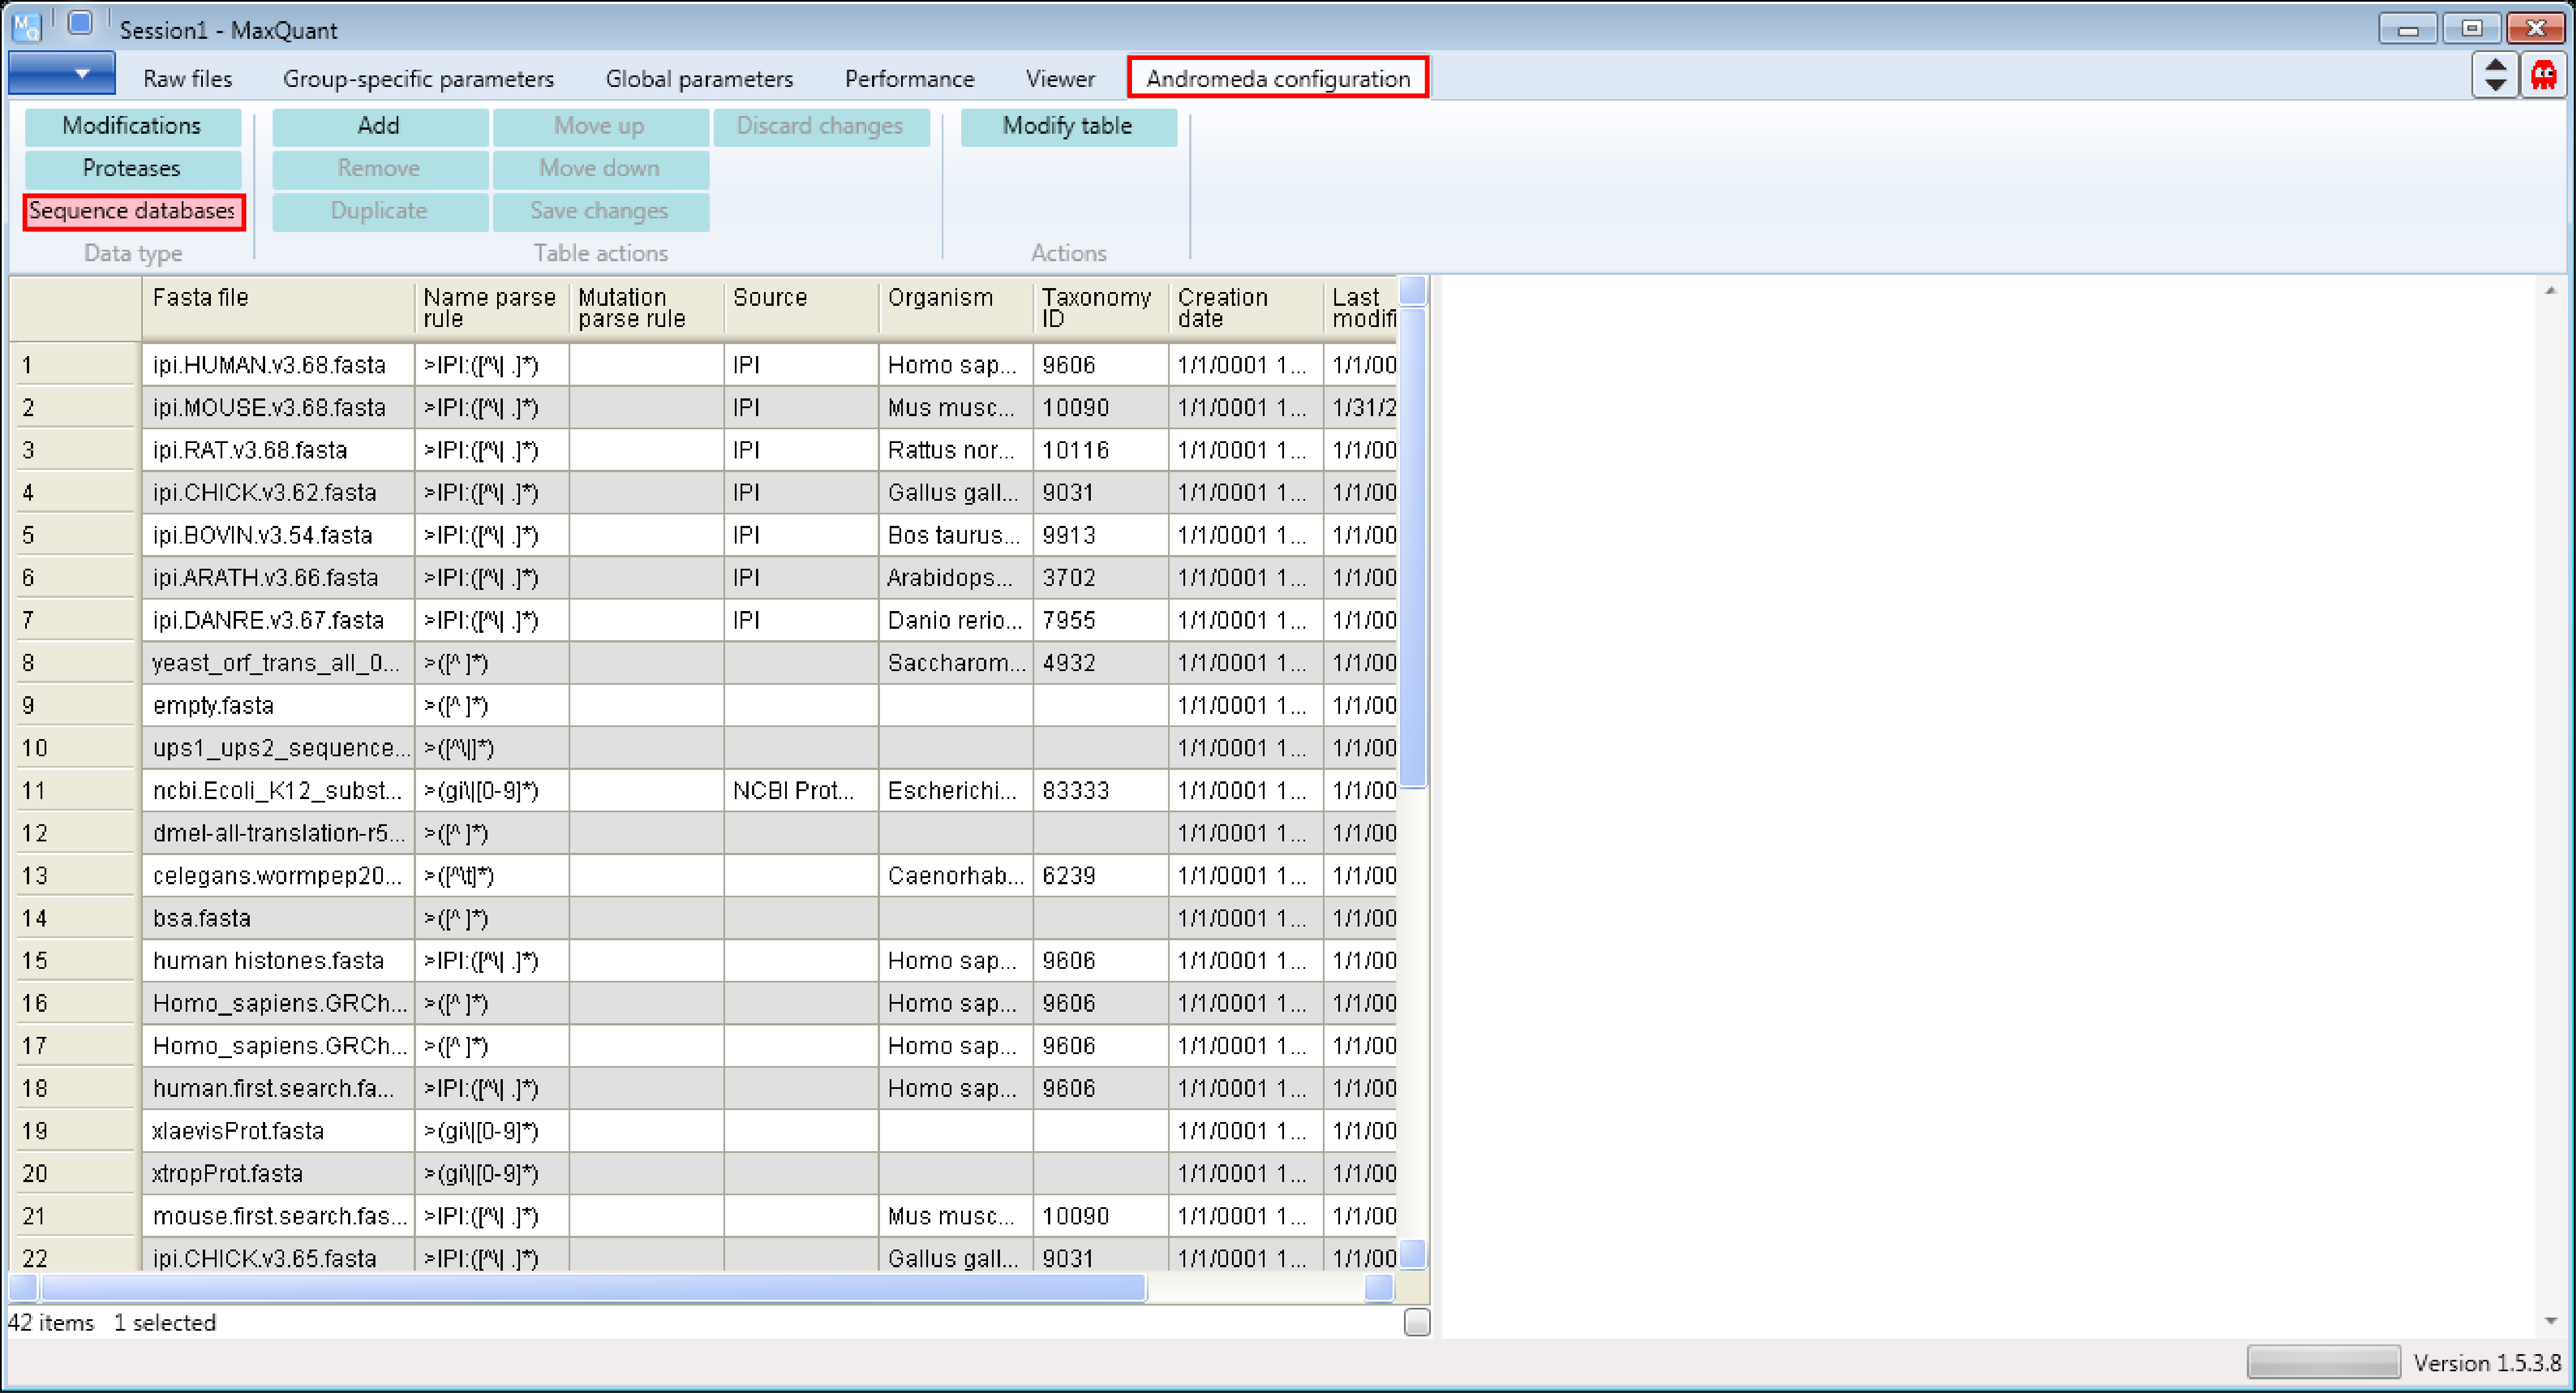 Session1 - MaxQuant
Raw files Group-specific parameters Global parameters Performance Viewer Andromeda configuration
Modifications Add Move up Discard changes Modify table
Proteases Remove Move down
Sequence databases Duplicate Save changes
Data type Table actions Actions
Fasta file Name parse rule Mutation parse rule Source Organism Taxonomy ID Creation date Last modifi
1 ipi.HUMAN.v3.68.fasta >IPI:([^\| .]*) IPI Homo sap... 9606 1/1/0001 1... 1/1/00
2 ipi.MOUSE.v3.68.fasta >IPI:([^\| .]*) IPI Mus musc... 10090 1/1/0001 1... 1/31/2
3 ipi.RAT.v3.68.fasta >IPI:([^\| .]*) IPI Rattus nor... 10116 1/1/0001 1... 1/1/00
4 ipi.CHICK.v3.62.fasta >IPI:([^\| .]*) IPI Gallus gall... 9031 1/1/0001 1... 1/1/00
5 ipi.BOVIN.v3.54.fasta >IPI:([^\| .]*) IPI Bos taurus... 9913 1/1/0001 1... 1/1/00
6 ipi.ARATH.v3.66.fasta >IPI:([^\| .]*) IPI Arabidops... 3702 1/1/0001 1... 1/1/00
7 ipi.DANRE.v3.67.fasta >IPI:([^\| .]*) IPI Danio rerio... 7955 1/1/0001 1... 1/1/00
8 yeast_orf_trans_all_0... >([^ ]*) Saccharom... 4932 1/1/0001 1... 1/1/00
9 empty.fasta >([^ ]*) 1/1/0001 1... 1/1/00
10 ups1_ups2_sequence... >([^\|]*) 1/1/0001 1... 1/1/00
11 ncbi.Ecoli_K12_subst... >(gi\|[0-9]*) NCBI Prot... Escherichi... 83333 1/1/0001 1... 1/1/00
12 dmel-all-translation-r5... >([^ ]*) 1/1/0001 1... 1/1/00
13 celegans.wormpep20... >([^\t]*) Caenorhab... 6239 1/1/0001 1... 1/1/00
14 bsa.fasta >([^ ]*) 1/1/0001 1... 1/1/00
15 human histones.fasta >IPI:([^\| .]*) Homo sap... 9606 1/1/0001 1... 1/1/00
16 Homo_sapiens.GRCh... >([^ ]*) Homo sap... 9606 1/1/0001 1... 1/1/00
17 Homo_sapiens.GRCh... >([^ ]*) Homo sap... 9606 1/1/0001 1... 1/1/00
18 human.first.search.fa... >IPI:([^\| .]*) Homo sap... 9606 1/1/0001 1... 1/1/00
19 xlaevisProt.fasta >(gi\|[0-9]*) 1/1/0001 1... 1/1/00
20 xtropProt.fasta >(gi\|[0-9]*) 1/1/0001 1... 1/1/00
21 mouse.first.search.fas... >IPI:([^\| .]*) Mus musc... 10090 1/1/0001 1... 1/1/00
22 ipi.CHICK.v3.65.fasta >IPI:([^\| .]*) Gallus gall... 9031 1/1/0001 1... 1/1/00
42 items 1 selected
Version 1.5.3.8